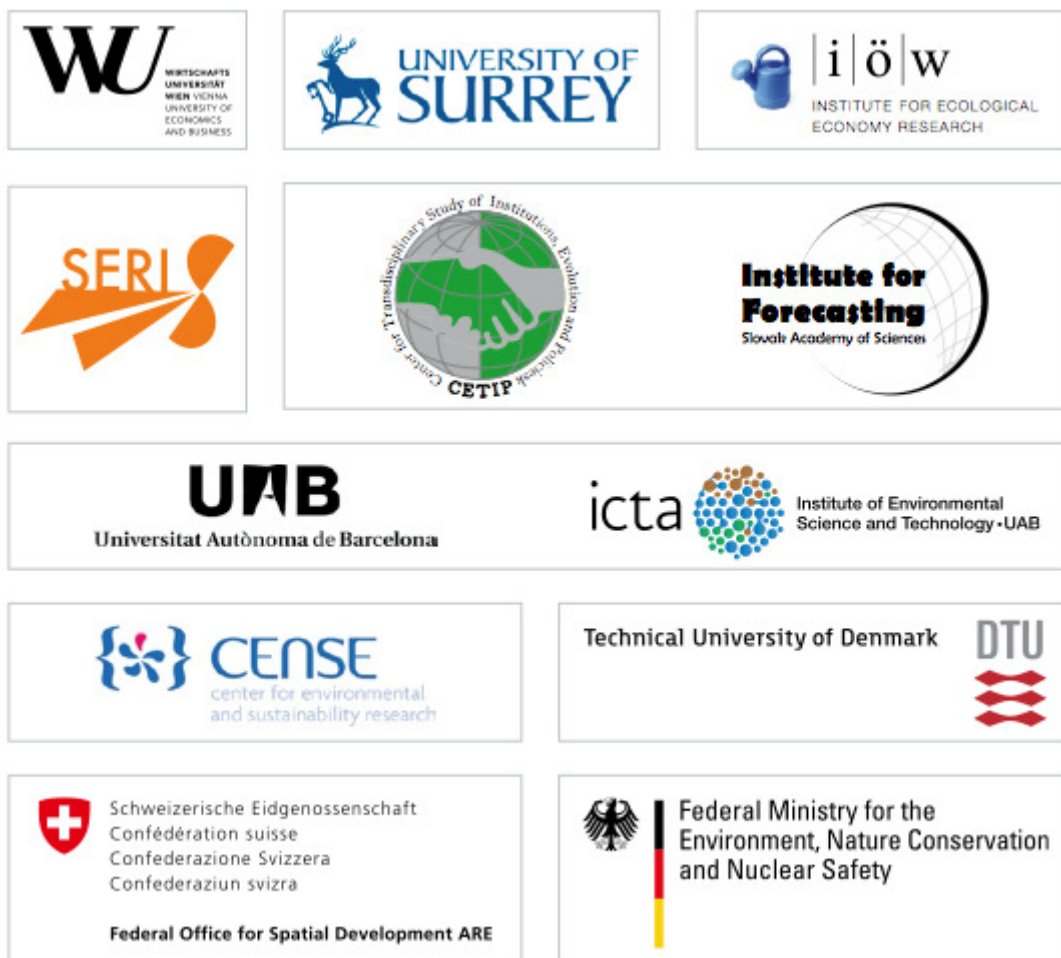 WU
WIRTSCHAFTS
UNIVERSITÄT
WIEN VIENNA
UNIVERSITY OF
ECONOMICS
AND BUSINESS
UNIVERSITY OF
SURREY
|i|ö|w
INSTITUTE FOR ECOLOGICAL
ECONOMY RESEARCH
SERI
Center for Transdisciplinary Study of Institutions, Evolution and Policiesk
CETIP
Institute for
Forecasting
Slovak Academy of Sciences
UAB
Universitat Autònoma de Barcelona
icta
Institute of Environmental
Science and Technology·UAB
CENSE
center for environmental
and sustainability research
Technical University of Denmark
DTU
Schweizerische Eidgenossenschaft
Confédération suisse
Confederazione Svizzera
Confederaziun svizra
Federal Office for Spatial Development ARE
Federal Ministry for the
Environment, Nature Conservation
and Nuclear Safety